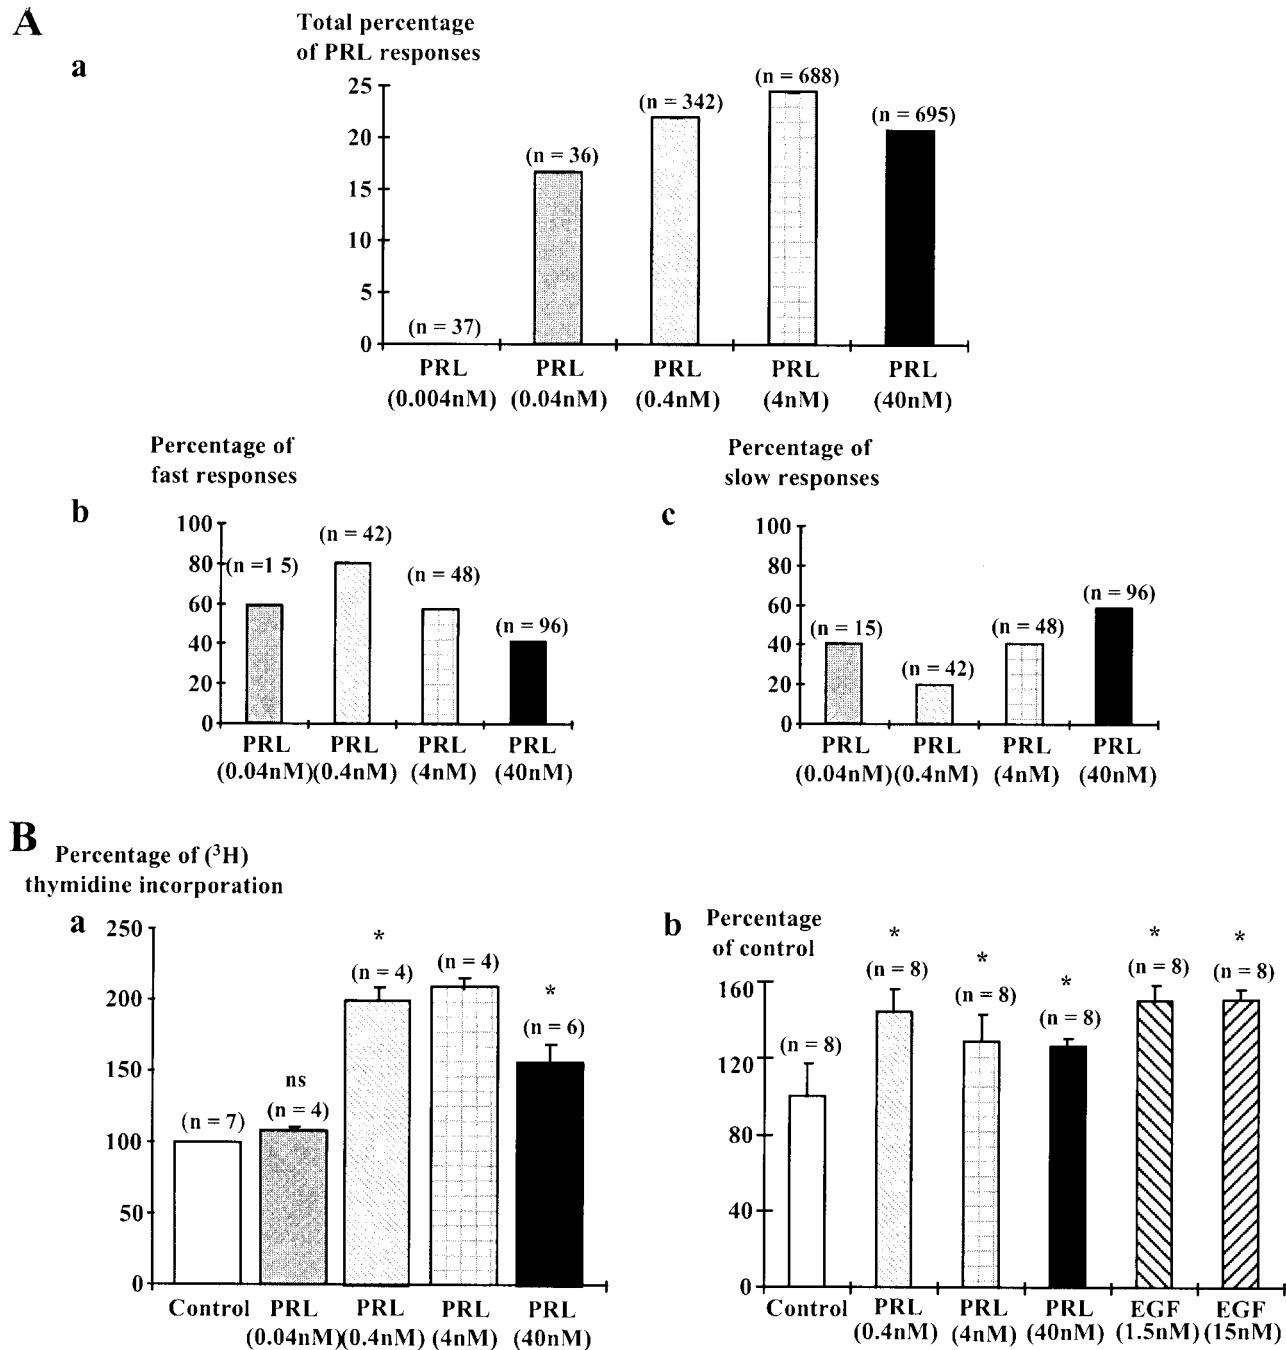 A
Total percentage
of PRL responses
a
25
20
15
10
5
0
(n = 37)
(n = 36)
(n = 342)
(n = 688)
(n = 695)
PRL PRL PRL PRL PRL
(0.004nM) (0.04nM) (0.4nM) (4nM) (40nM)
Percentage of
fast responses
b
100
80
60
40
20
0
(n =1 5)
(n = 42)
(n = 48)
(n = 96)
PRL PRL PRL PRL
(0.04nM)(0.4nM) (4nM) (40nM)
Percentage of
slow responses
c
100
80
60
40
20
0
(n = 15)
(n = 42)
(n = 48)
(n = 96)
PRL PRL PRL PRL
(0.04nM)(0.4nM) (4nM) (40nM)
B
Percentage of (³H)
thymidine incorporation
a
250
200
150
100
50
0
(n = 7)
ns
(n = 4)
*
(n = 4)
(n = 4)
*
(n = 6)
Control PRL PRL PRL PRL
(0.04nM)(0.4nM) (4nM) (40nM)
b
Percentage
of control
160
120
80
40
0
(n = 8)
*
(n = 8)
*
(n = 8)
*
(n = 8)
*
(n = 8)
*
(n = 8)
Control PRL PRL PRL EGF EGF
(0.4nM) (4nM) (40nM) (1.5nM) (15nM)